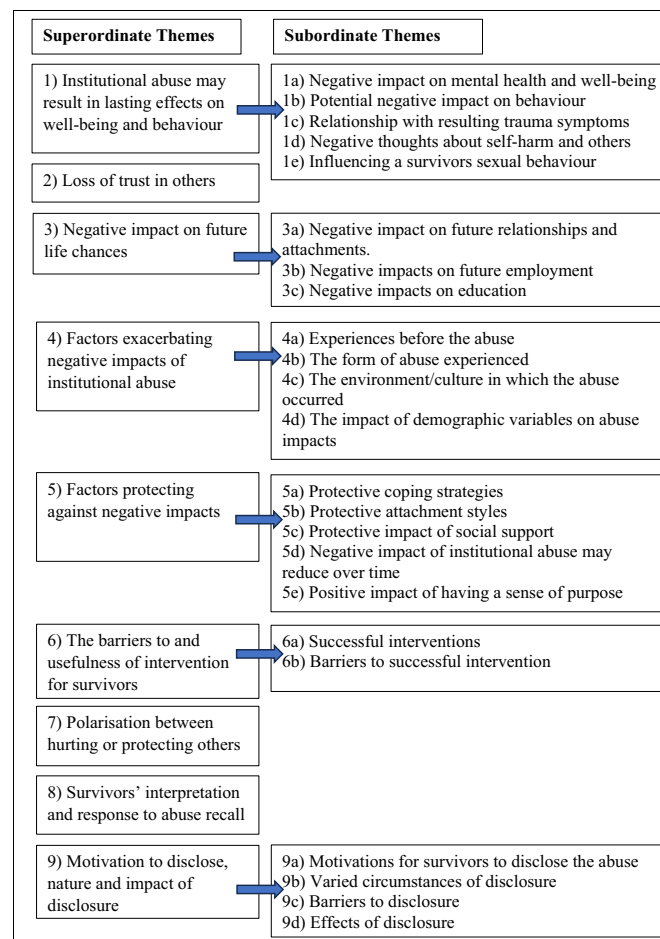 Superordinate Themes
Subordinate Themes
1) Institutional abuse may
result in lasting effects on
well-being and behaviour
1a) Negative impact on mental health and well-being
1b) Potential negative impact on behaviour
1c) Relationship with resulting trauma symptoms
1d) Negative thoughts about self-harm and others
1e) Influencing a survivors sexual behaviour
2) Loss of trust in others
3) Negative impact on future
life chances
3a) Negative impact on future relationships and
attachments.
3b) Negative impacts on future employment
3c) Negative impacts on education
4) Factors exacerbating
negative impacts of
institutional abuse
4a) Experiences before the abuse
4b) The form of abuse experienced
4c) The environment/culture in which the abuse
occurred
4d) The impact of demographic variables on abuse
impacts
5) Factors protecting
against negative impacts
5a) Protective coping strategies
5b) Protective attachment styles
5c) Protective impact of social support
5d) Negative impact of institutional abuse may
reduce over time
5e) Positive impact of having a sense of purpose
6) The barriers to and
usefulness of intervention
for survivors
6a) Successful interventions
6b) Barriers to successful intervention
7) Polarisation between
hurting or protecting others
8) Survivors’ interpretation
and response to abuse recall
9) Motivation to disclose,
nature and impact of
disclosure
9a) Motivations for survivors to disclose the abuse
9b) Varied circumstances of disclosure
9c) Barriers to disclosure
9d) Effects of disclosure